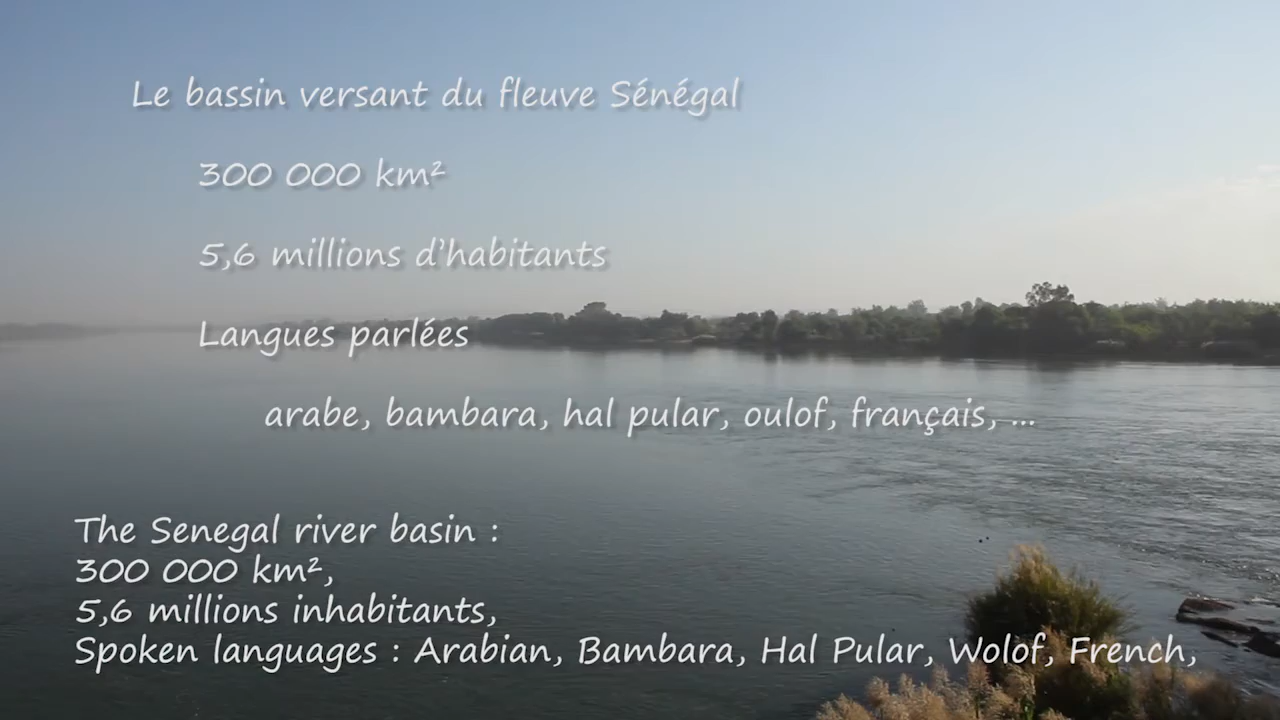 Le bassin versant du fleuve Sénégal
300 000 km²
5,6 millions d'habitants
Langues parlées
arabe, bambara, hal pular, oulof, français, ...
The Senegal river basin :
300 000 km²,
5,6 millions inhabitants,
Spoken languages : Arabian, Bambara, Hal Pular, Wolof, French,